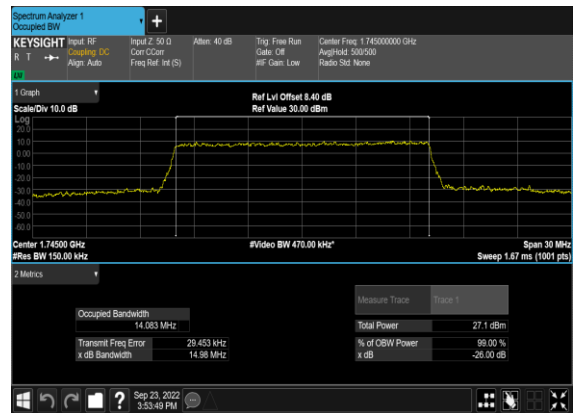 Spectrum Analyzer 1
Occupied BW
KEYSIGHT Input: RF Input Z: 50 Ω Atten: 40 dB Trig: Free Run Center Freq: 1.745000000 GHz
R T Coupling: DC Corr CCorr Gate: Off Avg|Hold: 500/500
Align: Auto Freq Ref: Int (S) #IF Gain: Low Radio Std: None
LW
1 Graph
Ref Lvl Offset 8.40 dB
Scale/Div 10.0 dB Ref Value 30.00 dBm
Log
20.0
10.0
0.00
-10.0
-20.0
-30.0
-40.0
-50.0
-60.0
Center 1.74500 GHz #Video BW 470.00 kHz* Span 30 MHz
#Res BW 150.00 kHz Sweep 1.67 ms (1001 pts)
2 Metrics
Measure Trace Trace 1
Occupied Bandwidth
14.083 MHz Total Power 27.1 dBm
Transmit Freq Error 29.453 kHz % of OBW Power 99.00 %
x dB Bandwidth 14.98 MHz x dB -26.00 dB
? Sep 23, 2022
3:53:49 PM